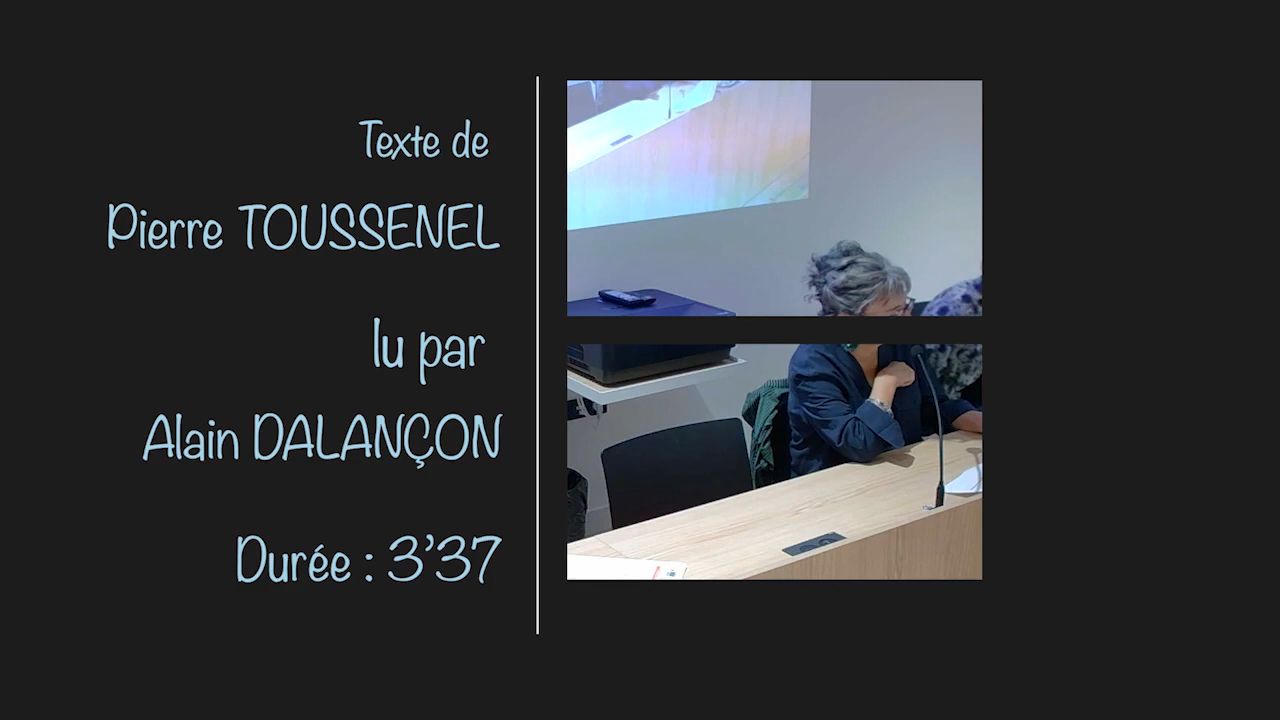 Texte de
Pierre TOUSSENEL
lu par
Alain DALANÇON
Durée : 3'37